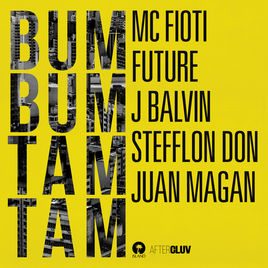 BUM
BUM
TAM
TAM
MC FIOTI
FUTURE
J BALVIN
STEFFLON DON
JUAN MAGAN
ISLAND
AFTERCLUV